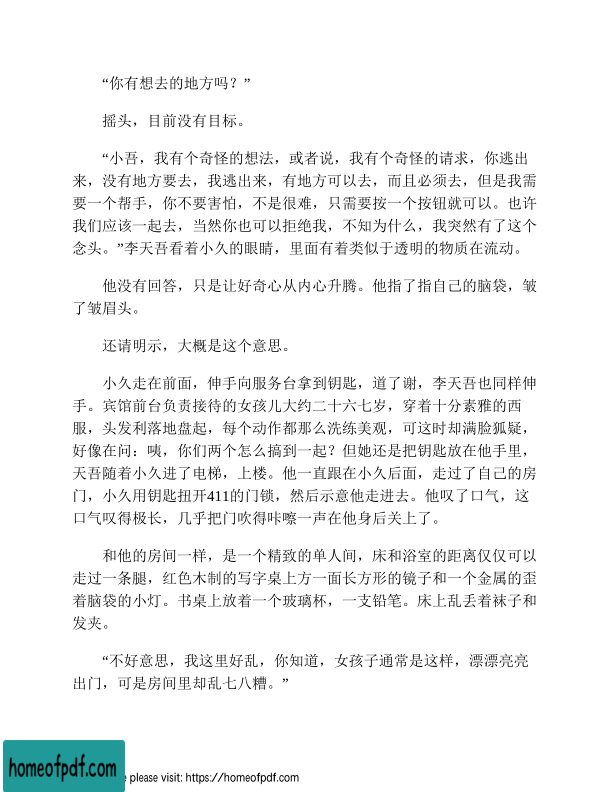 “你有想去的地方吗？”
摇头，目前没有目标。
“小吾，我有个奇怪的想法，或者说，我有个奇怪的请求，你逃出
来，没有地方要去，我逃出来，有地方可以去，而且必须去，但是我需
要一个帮手，你不要害怕，不是很难，只需要按一个按钮就可以。也许
我们应该一起去，当然你也可以拒绝我，不知为什么，我突然有了这个
念头。”李天吾看着小久的眼睛，里面有着类似于透明的物质在流动。
他没有回答，只是让好奇心从内心升腾。他指了指自己的脑袋，皱
了皱眉头。
还请明示，大概是这个意思。
小久走在前面，伸手向服务台拿到钥匙，道了谢，李天吾也同样伸
手。宾馆前台负责接待的女孩儿大约二十六七岁，穿着十分素雅的西
服，头发利落地盘起，每个动作都那么洗练美观，可这时却满脸狐疑，
好像在问：咦，你们两个怎么搞到一起？但她还是把钥匙放在他手里，
天吾随着小久进了电梯，上楼。他一直跟在小久后面，走过了自己的房
门，小久用钥匙扭开411的门锁，然后示意他走进去。他叹了口气，这
口气叹得极长，几乎把门吹得咔嚓一声在他身后关上了。
和他的房间一样，是一个精致的单人间，床和浴室的距离仅仅可以
走过一条腿，红色木制的写字桌上方一面长方形的镜子和一个金属的歪
着脑袋的小灯。书桌上放着一个玻璃杯，一支铅笔。床上乱丢着袜子和
发夹。
“不好意思，我这里好乱，你知道，女孩子通常是这样，漂漂亮亮
出门，可是房间里却乱七八糟。”
homeofpdf.com
e please visit: https://homeofpdf.com